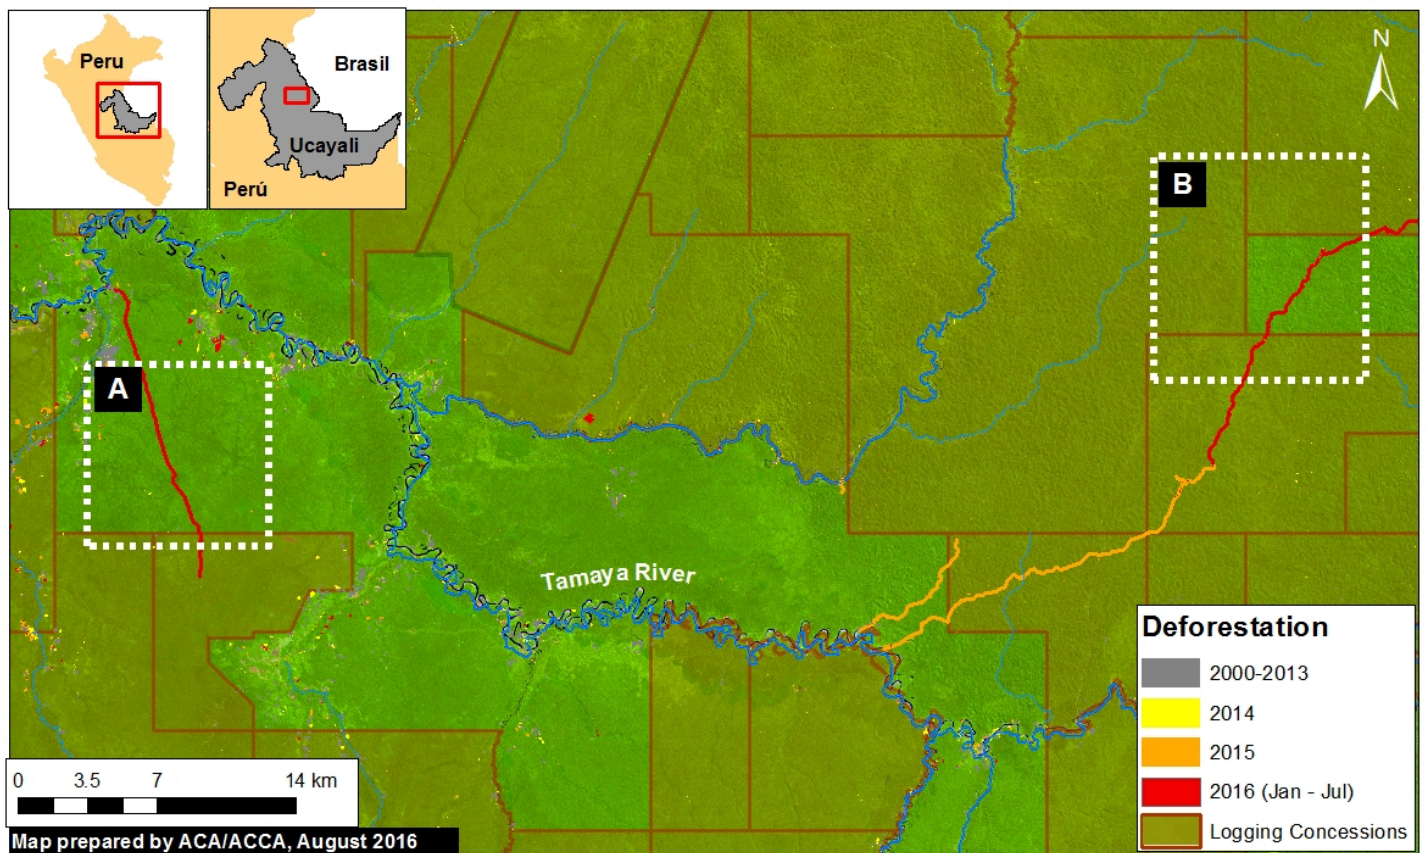 Peru
Brasil
Ucayali
Perú
N
B
A
Tamaya River
Deforestation
2000-2013
2014
2015
2016 (Jan - Jul)
Logging Concessions
0 3.5 7 14 km
Map prepared by ACA/ACCA, August 2016